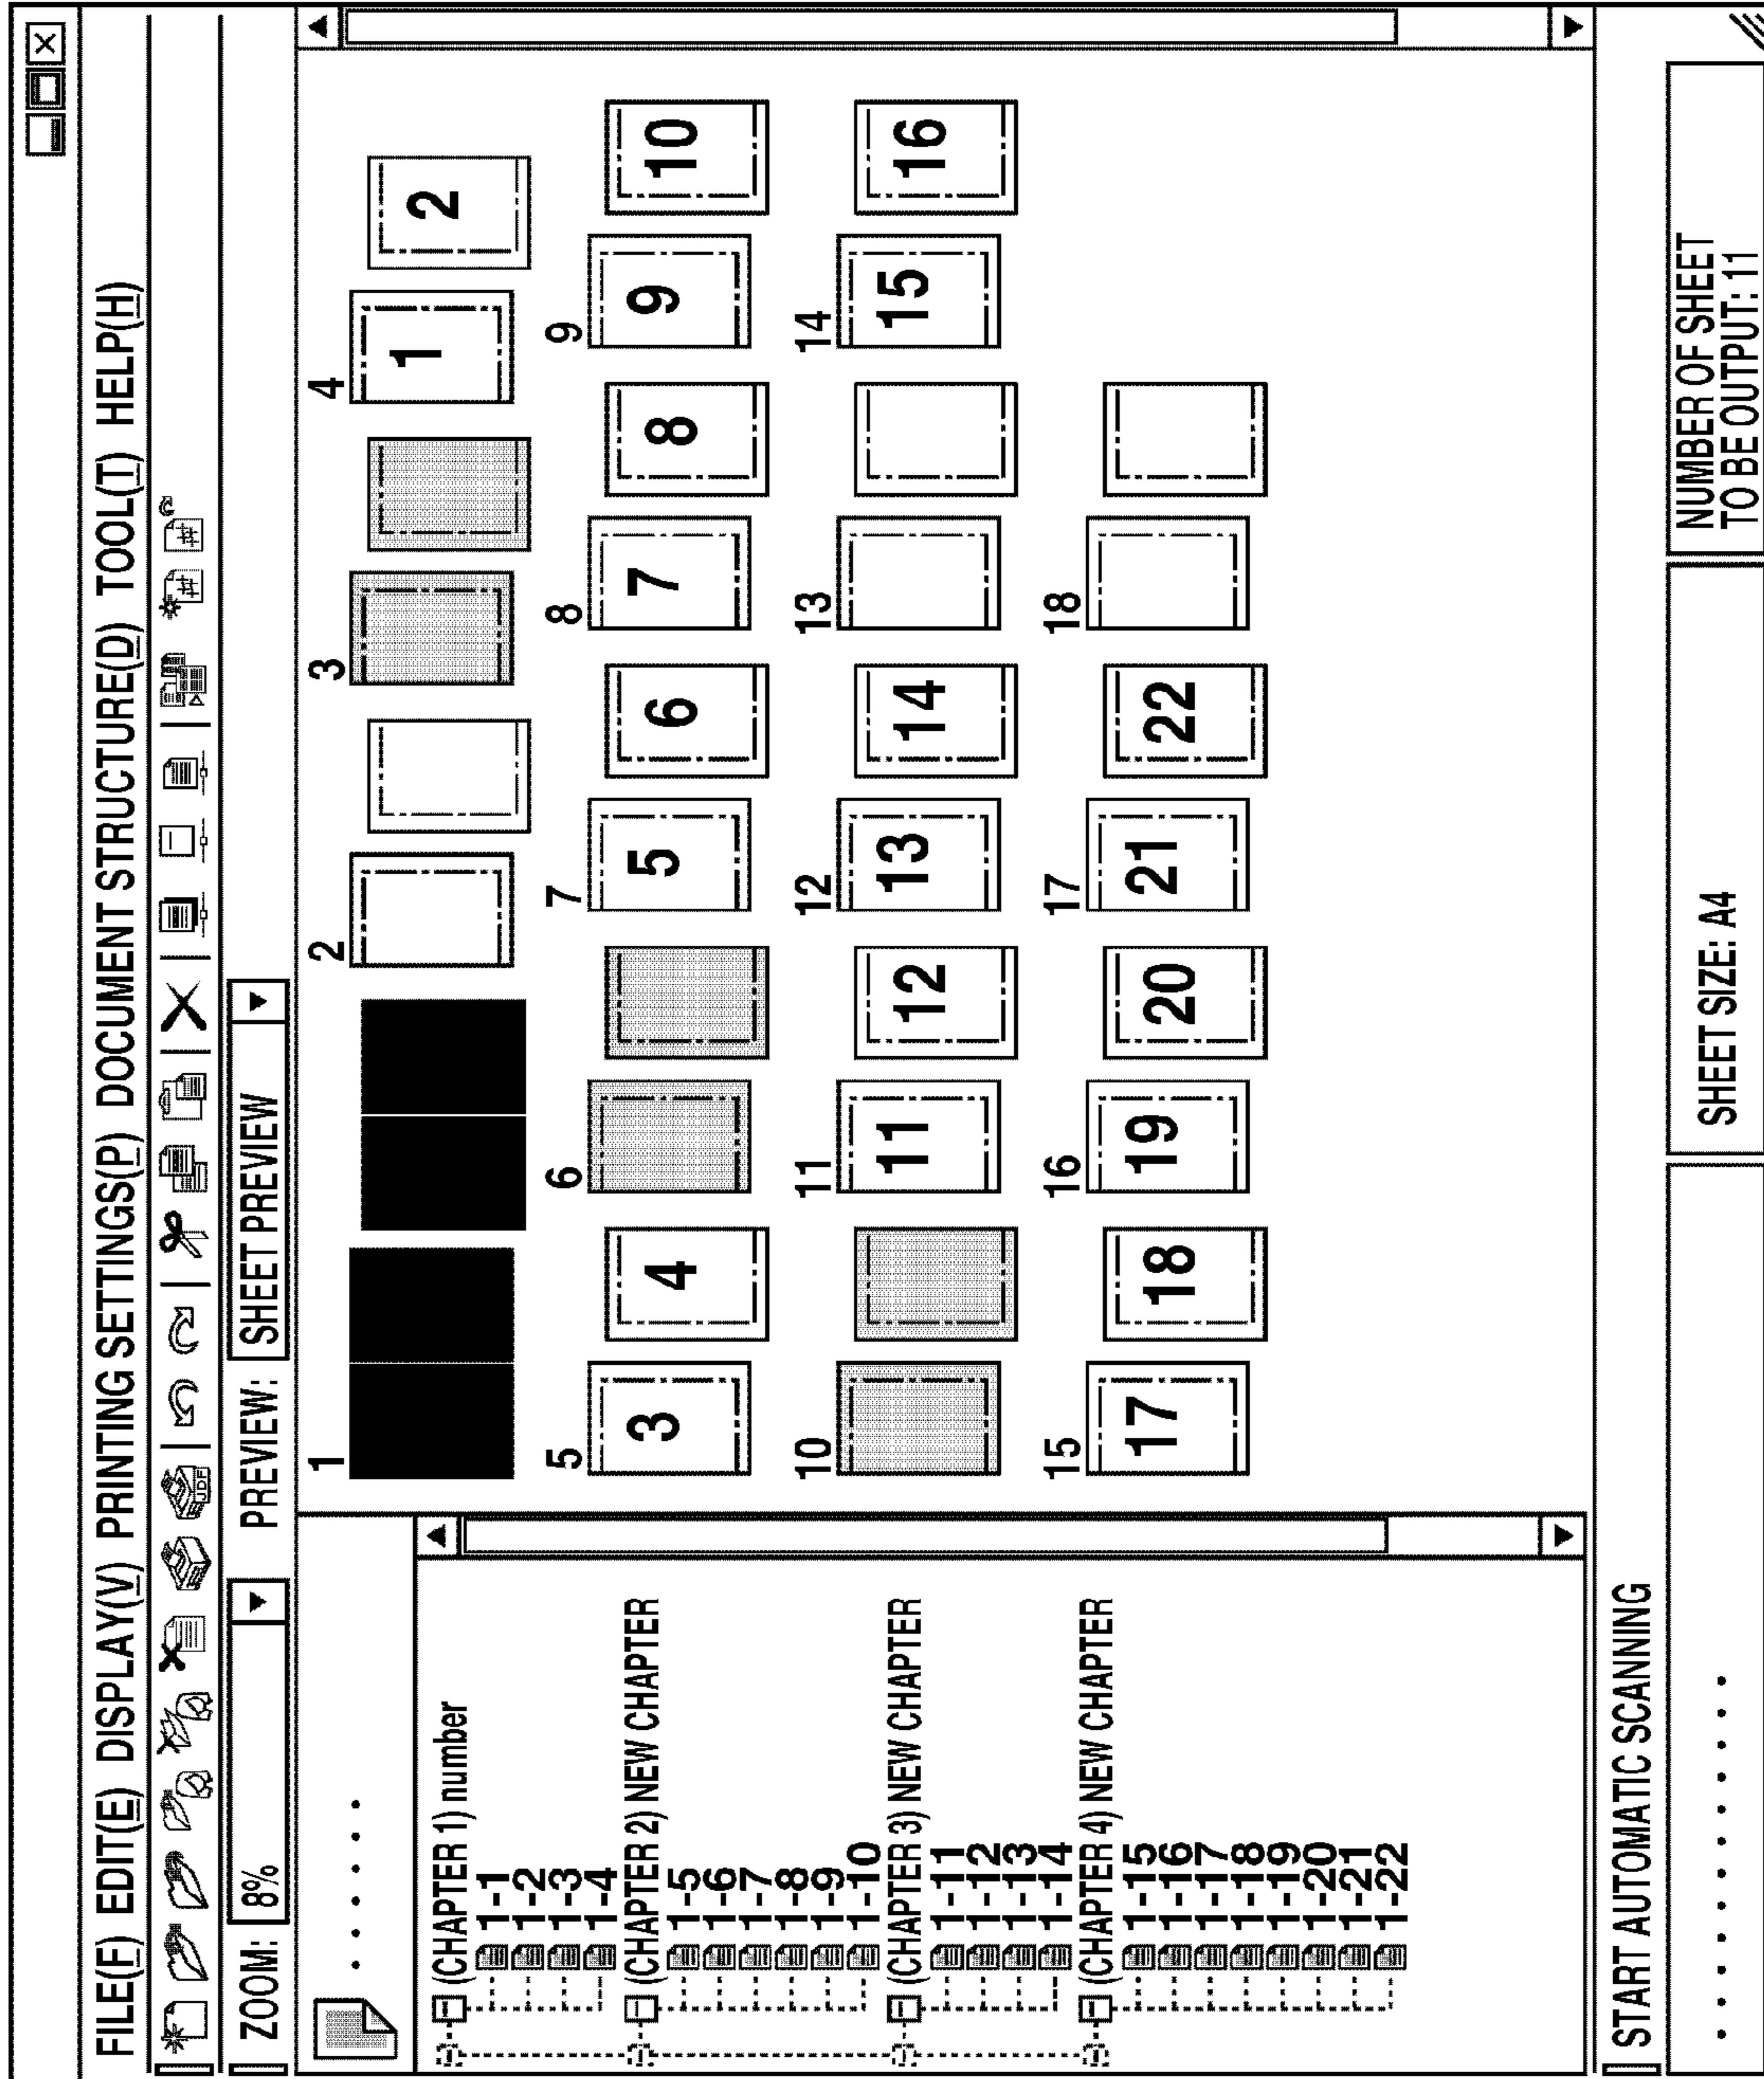 FILE(F) EDIT(E) DISPLAY(V) PRINTING SETTINGS(P) DOCUMENT STRUCTURE(D) TOOL(T) HELP(H)
JDF
ZOOM: 8% PREVIEW: SHEET PREVIEW
(CHAPTER 1) number
1-1
1-2
1-3
1-4
(CHAPTER 2) NEW CHAPTER
1-5
1-6
1-7
1-8
1-9
1-10
(CHAPTER 3) NEW CHAPTER
1-11
1-12
1-13
1-14
(CHAPTER 4) NEW CHAPTER
1-15
1-16
1-17
1-18
1-19
1-20
1-21
1-22
1 2 3 4
1 2
5 6 7 8 9
3 4 5 6 7 8 9 10
10 11 12 13 14
11 12 13 14 15 16
15 16 17 18
17 18 19 20 21 22
START AUTOMATIC SCANNING
SHEET SIZE: A4
NUMBER OF SHEET
TO BE OUTPUT: 11